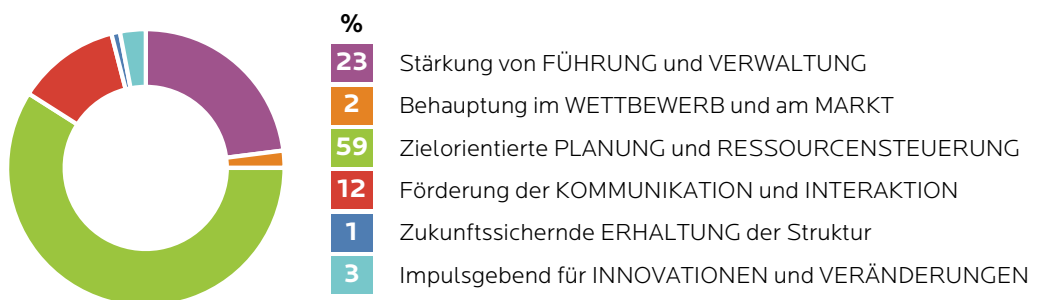 %
23 Stärkung von FÜHRUNG und VERWALTUNG
2 Behauptung im WETTBEWERB und am MARKT
59 Zielorientierte PLANUNG und RESSOURCENSTEUERUNG
12 Förderung der KOMMUNIKATION und INTERAKTION
1 Zukunftssichernde ERHALTUNG der Struktur
3 Impulsgebend für INNOVATIONEN und VERÄNDERUNGEN